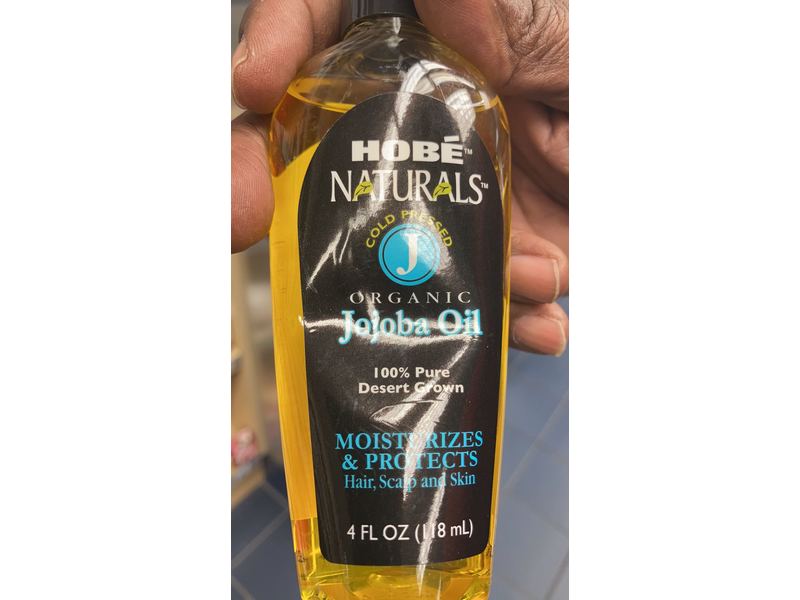 HOBÉ™
NATURALS™
COLD PRESSED
J
ORGANIC
Jojoba Oil
100% Pure
Desert Grown
MOISTURIZES
& PROTECTS
Hair, Scalp and Skin
4 FL OZ (118 mL)